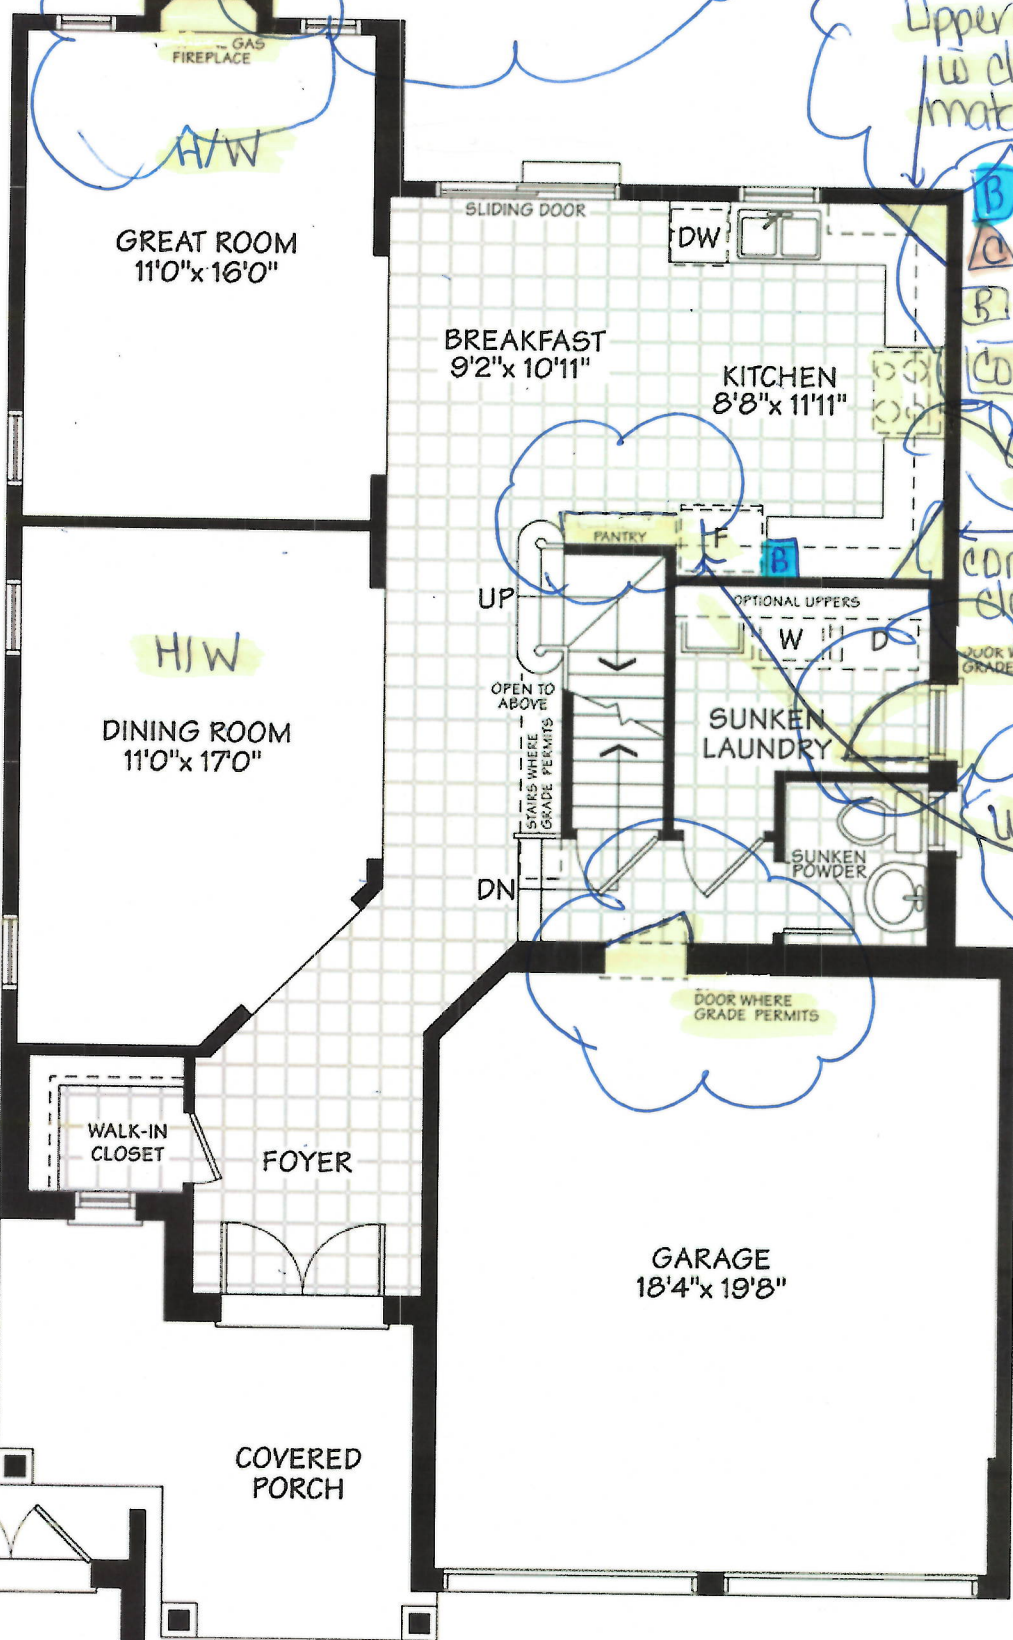 GAS
FIREPLACE
H/W
GREAT ROOM
11'0"x 16'0"
Upper
B
C
B
SLIDING DOOR
DW
BREAKFAST
9'2"x 10'11"
KITCHEN
8'8"x 11'11"
PANTRY
F
B
UP
OPTIONAL UPPERS
W
D
H/W
DINING ROOM
11'0"x 17'0"
OPEN TO
ABOVE
STAIRS WHERE
GRADE PERMITS
SUNKEN
LAUNDRY
GRADE
SUNKEN
POWDER
DN
DOOR WHERE
GRADE PERMITS
WALK-IN
CLOSET
FOYER
GARAGE
18'4"x 19'8"
COVERED
PORCH